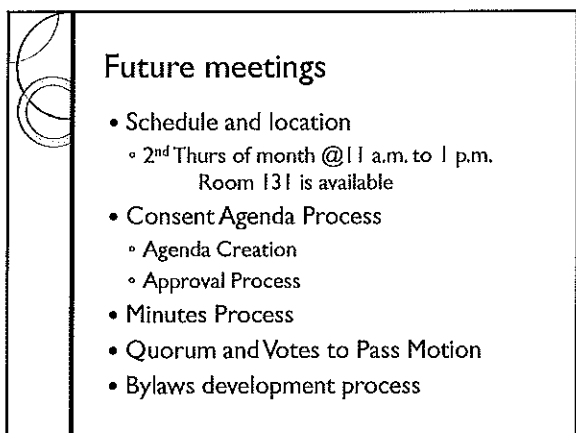 Future meetings
• Schedule and location
◦ 2nd Thurs of month @ 11 a.m. to 1 p.m.
Room 131 is available
• Consent Agenda Process
◦ Agenda Creation
◦ Approval Process
• Minutes Process
• Quorum and Votes to Pass Motion
• Bylaws development process